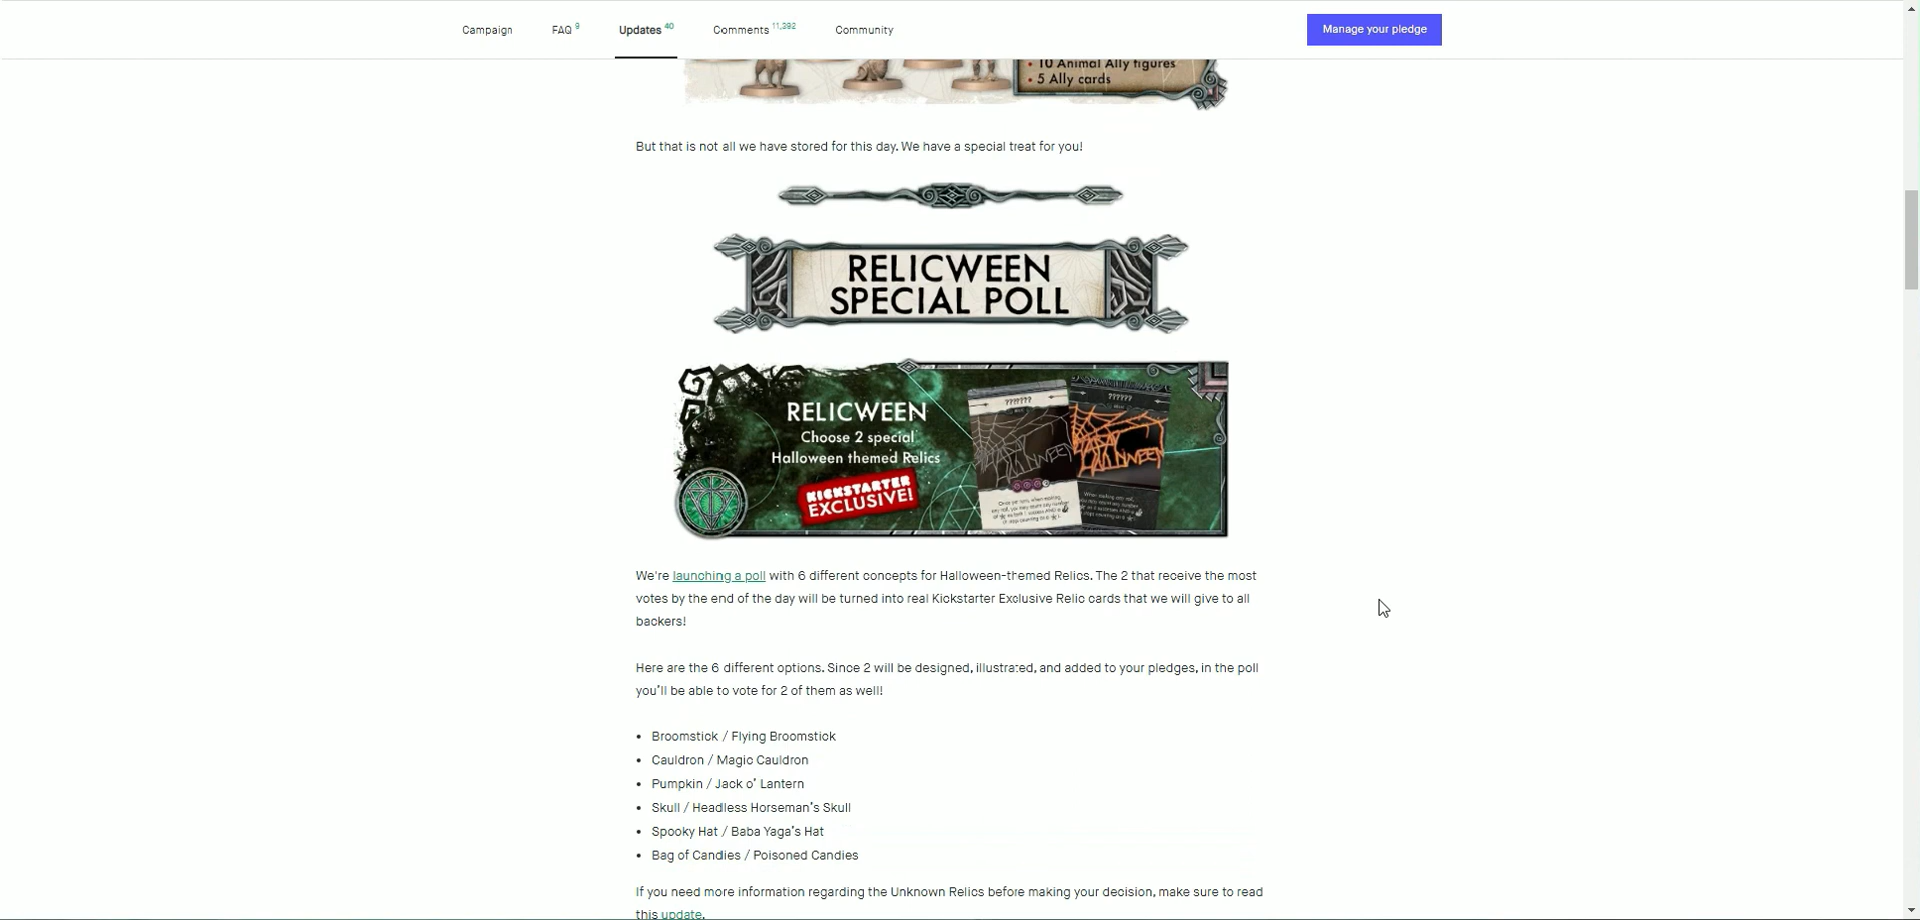 Campaign
FAQ 9
Updates 40
Comments 11,392
Community
Manage your pledge
• 10 Animal Ally figures
• 5 Ally cards
But that is not all we have stored for this day. We have a special treat for you!
RELICWEEN
SPECIAL POLL
RELICWEEN
Choose 2 special
Halloween themed Relics
KICKSTARTER
EXCLUSIVE!
???????
??????
We're launching a poll with 6 different concepts for Halloween-themed Relics. The 2 that receive the most
votes by the end of the day will be turned into real Kickstarter Exclusive Relic cards that we will give to all
backers!
Here are the 6 different options. Since 2 will be designed, illustrated, and added to your pledges, in the poll
you'll be able to vote for 2 of them as well!
• Broomstick / Flying Broomstick
• Cauldron / Magic Cauldron
• Pumpkin / Jack o' Lantern
• Skull / Headless Horseman's Skull
• Spooky Hat / Baba Yaga's Hat
• Bag of Candies / Poisoned Candies
If you need more information regarding the Unknown Relics before making your decision, make sure to read
this update.